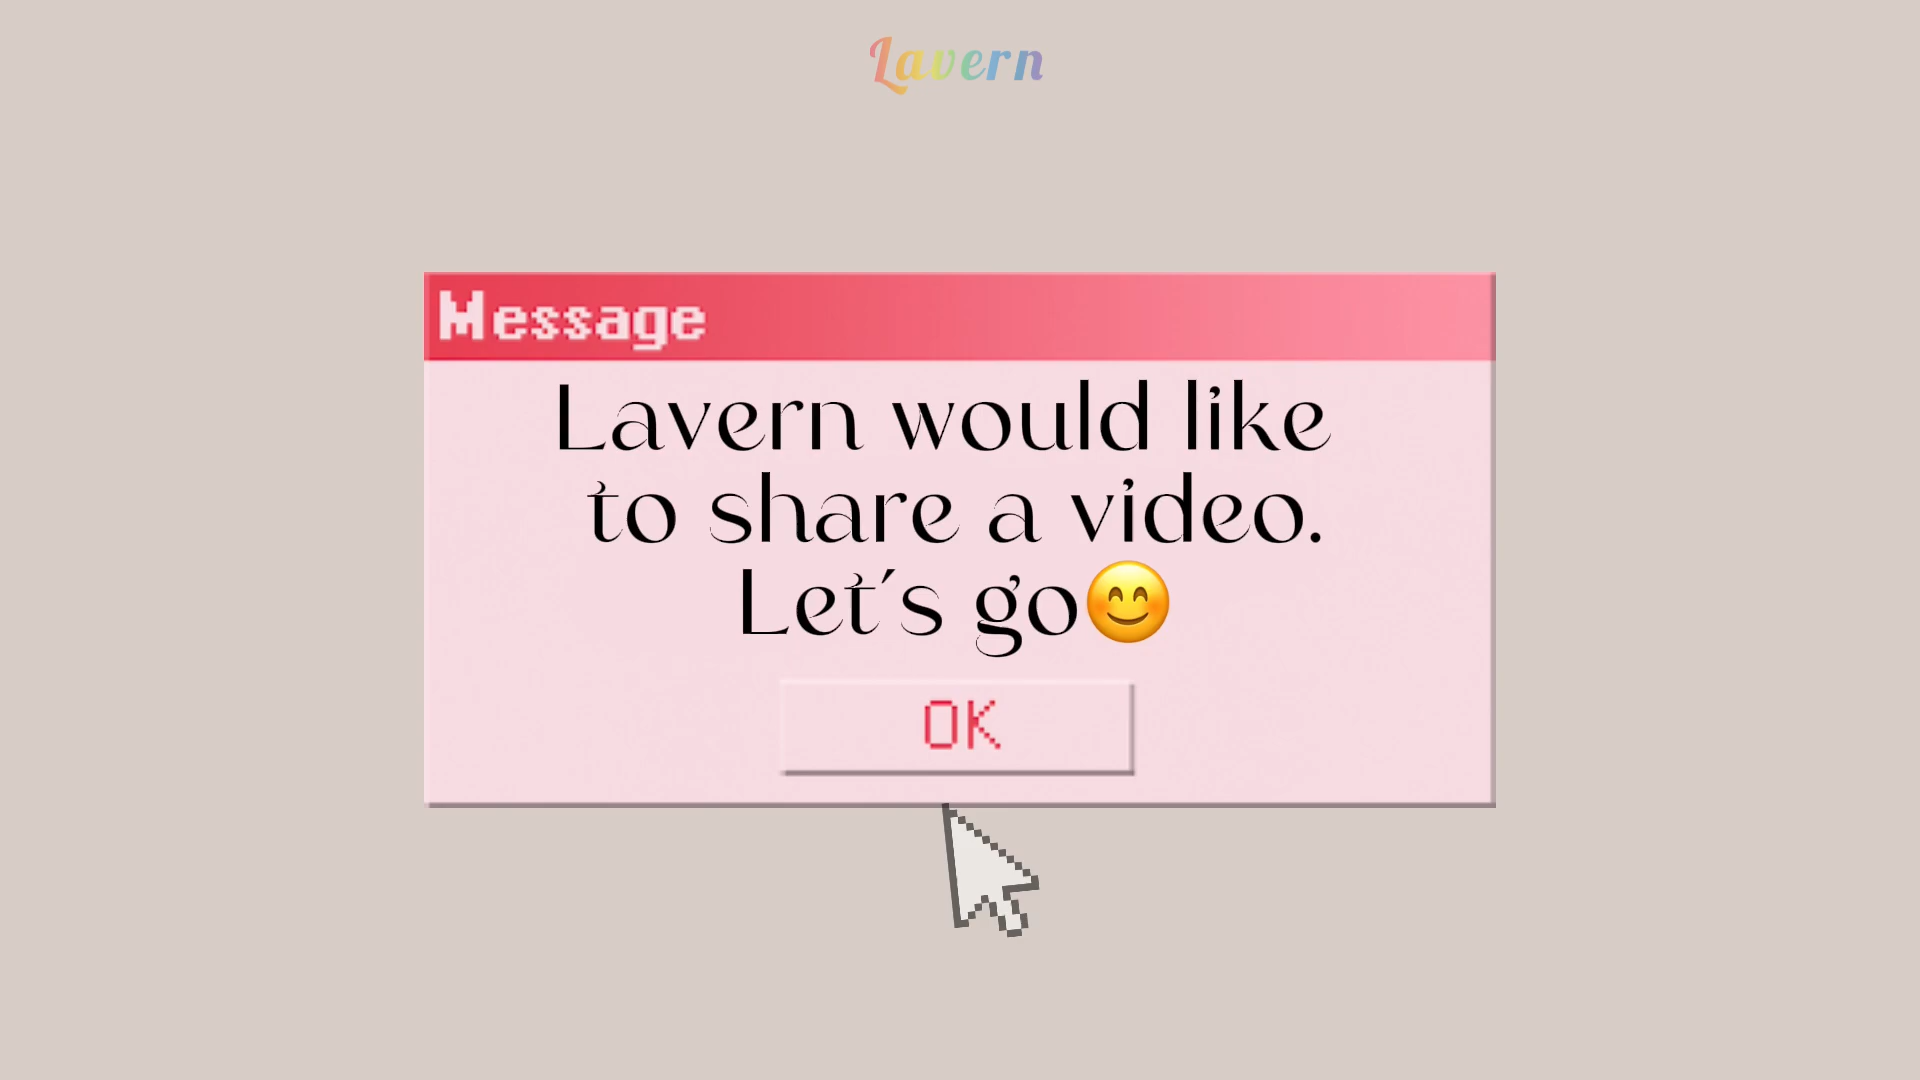 Lavern
Message
Lavern would like
to share a video.
Let's go😊
OK